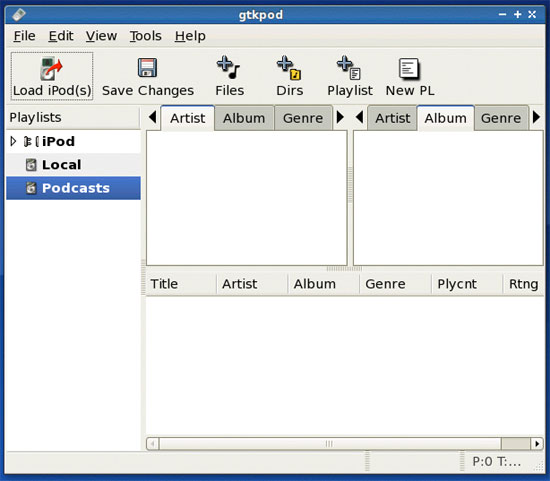 gtkpod
File Edit View Tools Help
Load iPod(s) Save Changes Files Dirs Playlist New PL
Playlists
Artist Album Genre Artist Album Genre
iPod
Local
Podcasts
Title Artist Album Genre Plycnt Rtng
P:0 T:...